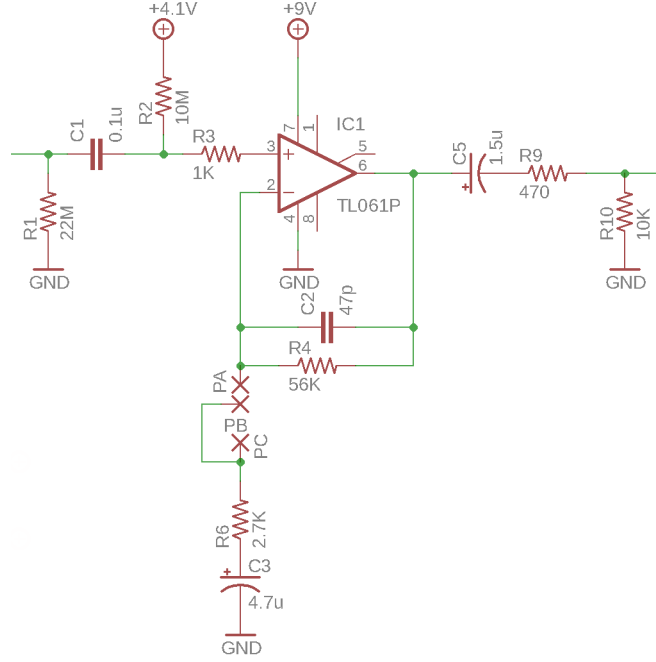 +4.1V
+9V
C1
0.1u
R2
10M
R3
1K
7
1
IC1
3
+
5
6
2
−
TL061P
4
8
C5
1.5u
+
R9
470
R1
22M
R10
10K
GND
GND
GND
C2
47p
R4
56K
PA
PB
PC
R6
2.7K
+
C3
4.7u
GND